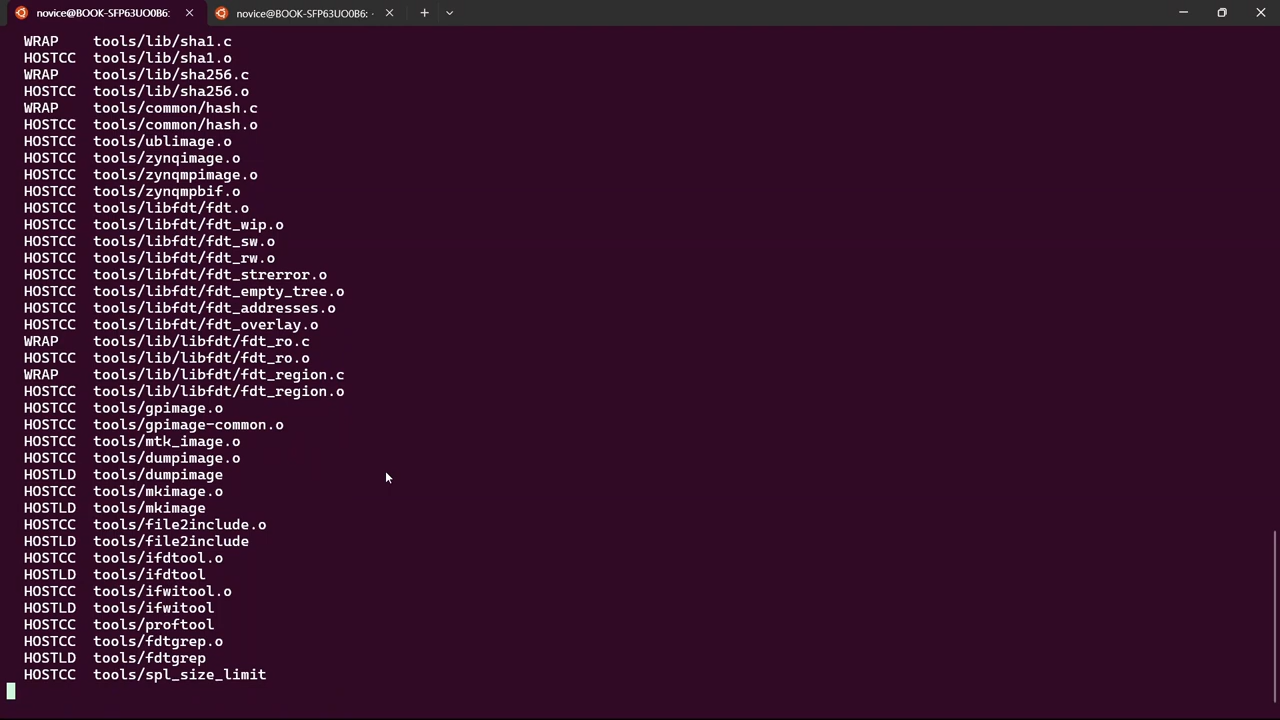 novice@BOOK-SFP63UO0B6:
novice@BOOK-SFP63UO0B6: -
WRAP tools/lib/sha1.c
HOSTCC tools/lib/sha1.o
WRAP tools/lib/sha256.c
HOSTCC tools/lib/sha256.o
WRAP tools/common/hash.c
HOSTCC tools/common/hash.o
HOSTCC tools/ublimage.o
HOSTCC tools/zynqimage.o
HOSTCC tools/zynqmpimage.o
HOSTCC tools/zynqmpbif.o
HOSTCC tools/libfdt/fdt.o
HOSTCC tools/libfdt/fdt_wip.o
HOSTCC tools/libfdt/fdt_sw.o
HOSTCC tools/libfdt/fdt_rw.o
HOSTCC tools/libfdt/fdt_strerror.o
HOSTCC tools/libfdt/fdt_empty_tree.o
HOSTCC tools/libfdt/fdt_addresses.o
HOSTCC tools/libfdt/fdt_overlay.o
WRAP tools/lib/libfdt/fdt_ro.c
HOSTCC tools/lib/libfdt/fdt_ro.o
WRAP tools/lib/libfdt/fdt_region.c
HOSTCC tools/lib/libfdt/fdt_region.o
HOSTCC tools/gpimage.o
HOSTCC tools/gpimage-common.o
HOSTCC tools/mtk_image.o
HOSTCC tools/dumpimage.o
HOSTLD tools/dumpimage
HOSTCC tools/mkimage.o
HOSTLD tools/mkimage
HOSTCC tools/file2include.o
HOSTLD tools/file2include
HOSTCC tools/ifdtool.o
HOSTLD tools/ifdtool
HOSTCC tools/ifwitool.o
HOSTLD tools/ifwitool
HOSTCC tools/proftool
HOSTCC tools/fdtgrep.o
HOSTLD tools/fdtgrep
HOSTCC tools/spl_size_limit